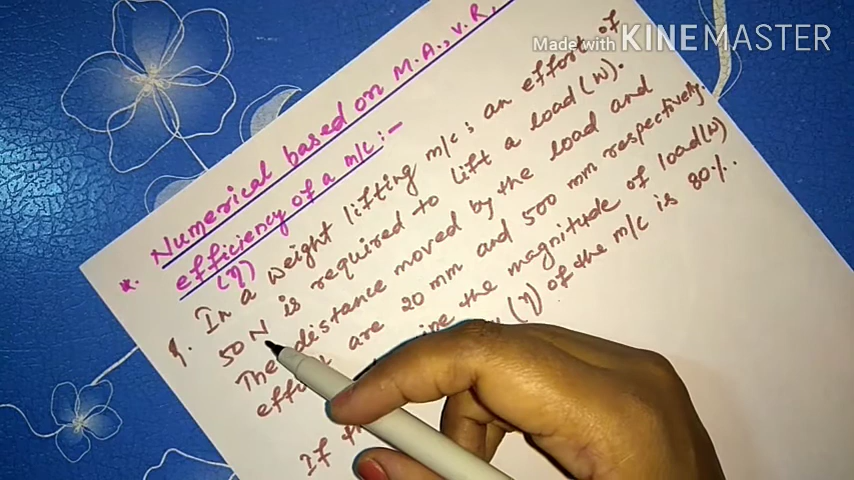 Made with KINEMASTER
* Numerical based on M.A., V.R,
efficiency of a m/c :-
(η)
q. In a weight lifting m/c; an effort of
50 N is required to lift a load (W).
The distance moved by the load and
are 20 mm and 500 mm respectively.
the magnitude of load (W)
If (η) of the m/c is 80%.